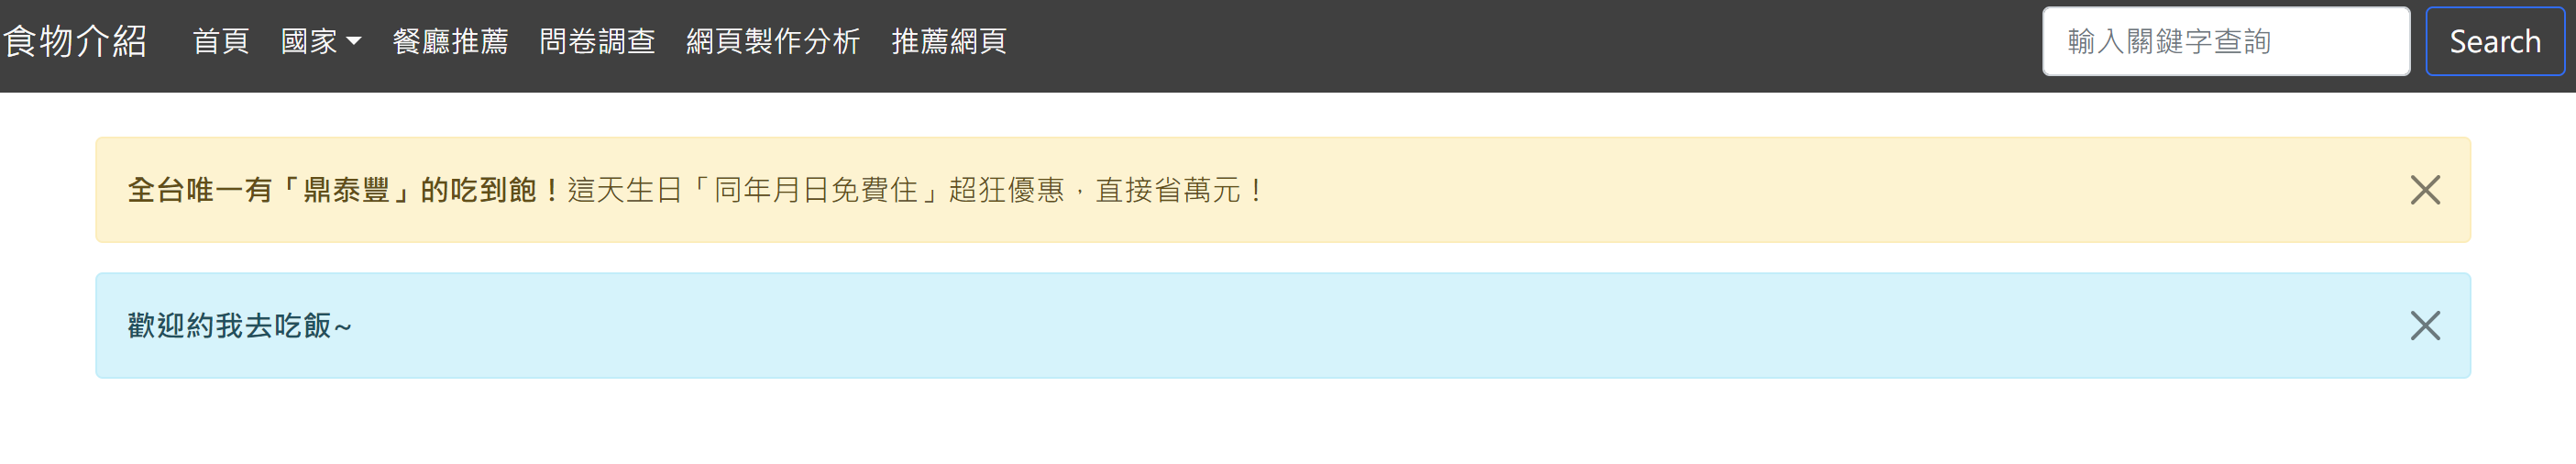 食物介紹 首頁 國家 餐廳推薦 問卷調查 網頁製作分析 推薦網頁 輸入關鍵字查詢 Search
全台唯一有「鼎泰豐」的吃到飽！這天生日「同年月日免費住」超狂優惠，直接省萬元！
歡迎約我去吃飯~